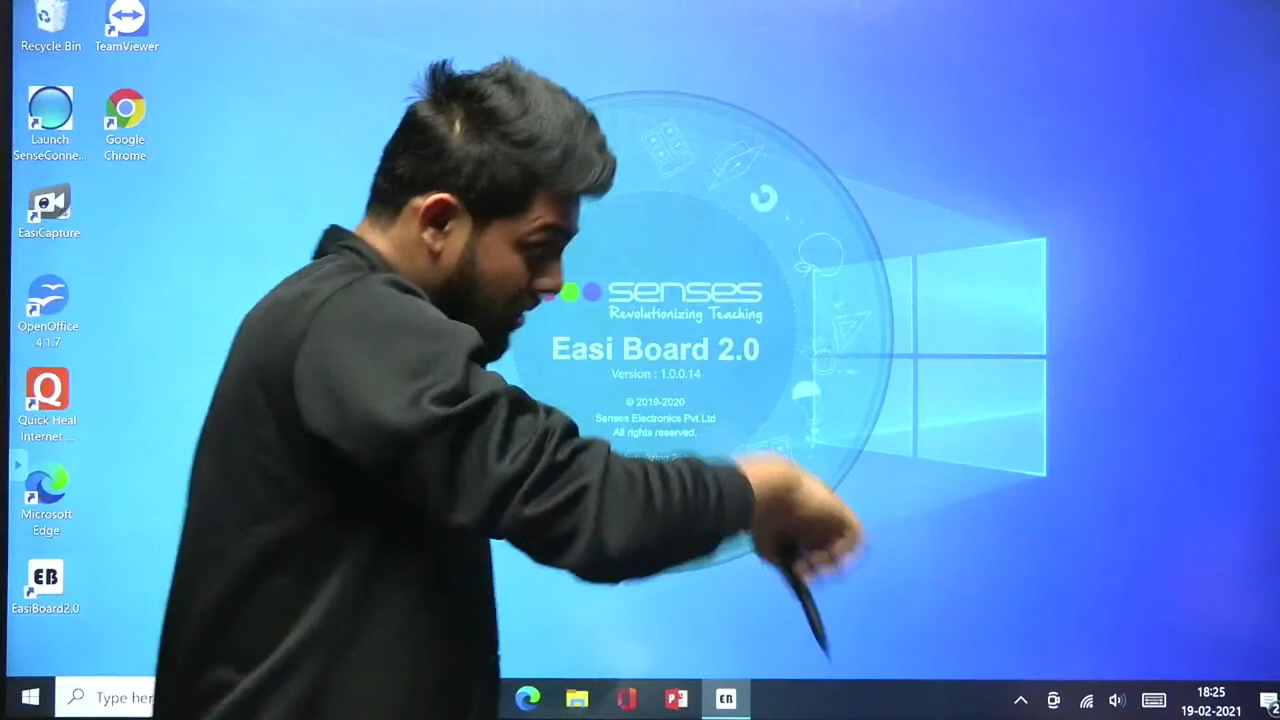 Recycle Bin
TeamViewer
Launch
SenseConne...
Google
Chrome
EasiCapture
OpenOffice
4.1.7
Quick Heal
Internet ...
Microsoft
Edge
EB
EasiBoard2.0
senses
Revolutionizing Teaching
Easi Board 2.0
Version : 1.0.0.14
© 2019-2020
Senses Electronics Pvt Ltd
All rights reserved.
Type her
EB
18:25
19-02-2021
2